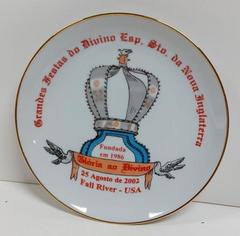 Grandes Festas do Divino Esp. Sto. da Nova Inglaterra
Fundada
em 1986
Glória ao Divino
25 Agosto de 2002
Fall River - USA